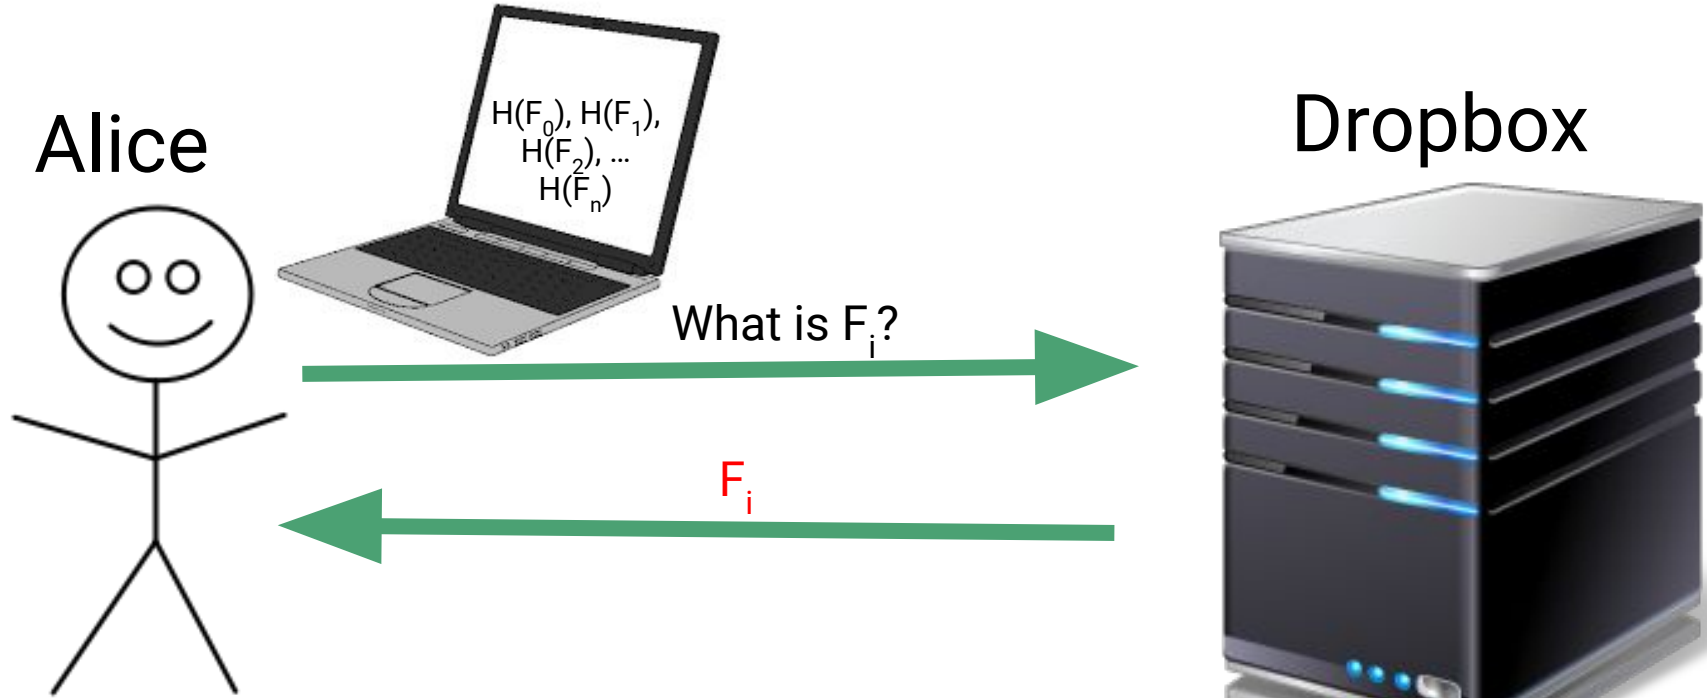 Alice
H(F₀), H(F₁),
H(F₂), ...
H(Fₙ)
Dropbox
What is Fᵢ?
Fᵢ